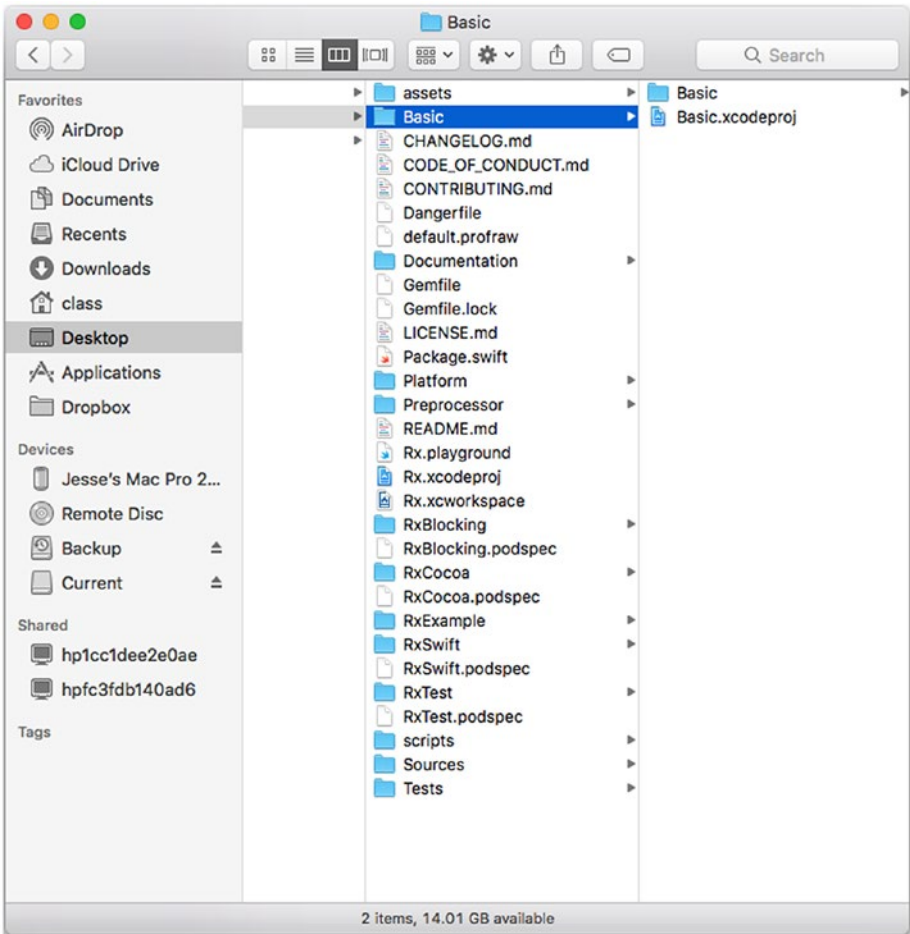 Basic
Search
Favorites
AirDrop
iCloud Drive
Documents
Recents
Downloads
class
Desktop
Applications
Dropbox
Devices
Jesse's Mac Pro 2...
Remote Disc
Backup
Current
Shared
hp1cc1dee2e0ae
hpfc3fdb140ad6
Tags
assets
Basic
CHANGELOG.md
CODE_OF_CONDUCT.md
CONTRIBUTING.md
Dangerfile
default.profraw
Documentation
Gemfile
Gemfile.lock
LICENSE.md
Package.swift
Platform
Preprocessor
README.md
Rx.playground
Rx.xcodeproj
Rx.xcworkspace
RxBlocking
RxBlocking.podspec
RxCocoa
RxCocoa.podspec
RxExample
RxSwift
RxSwift.podspec
RxTest
RxTest.podspec
scripts
Sources
Tests
Basic
Basic.xcodeproj
2 items, 14.01 GB available